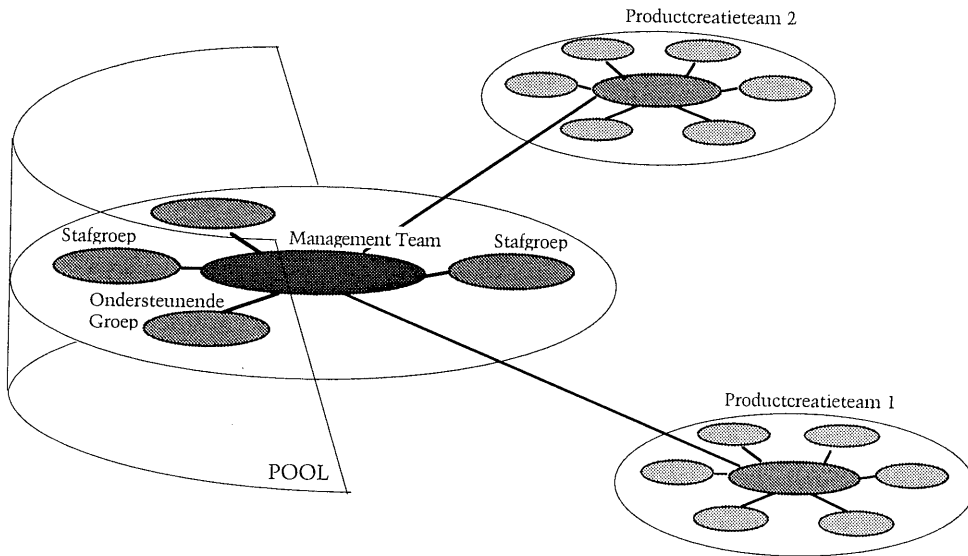 Productcreatieteam 2
Management Team
Stafgroep
Stafgroep
Ondersteunende
Groep
Productcreatieteam 1
POOL